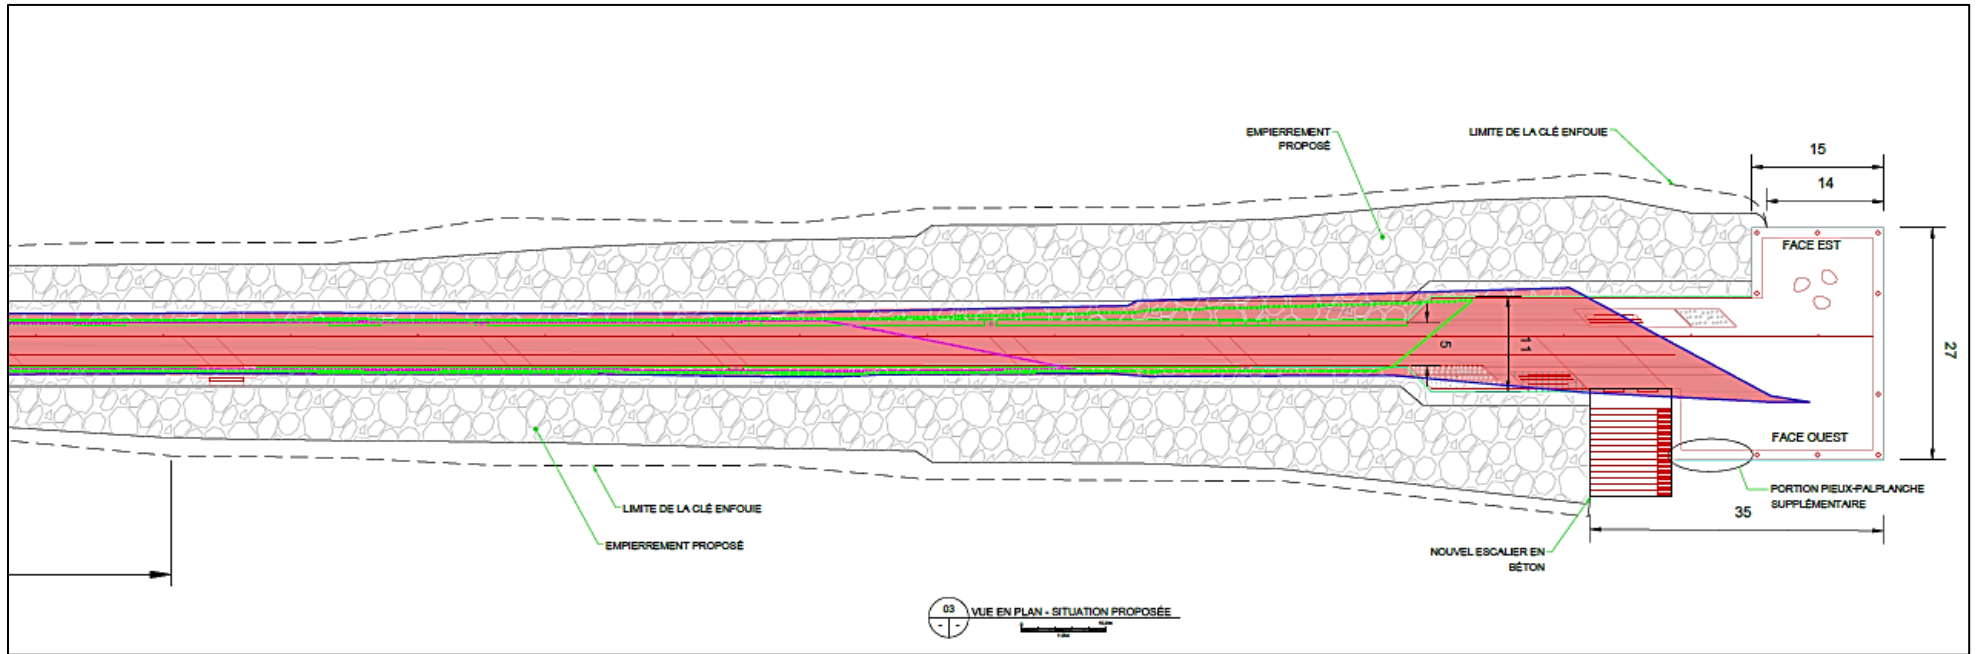 EMPIERREMENT
PROPOSÉ
LIMITE DE LA CLÉ ENFOUIE
15
14
FACE EST
5
11
27
FACE OUEST
PORTION PIEUX-PALPLANCHE
SUPPLÉMENTAIRE
35
LIMITE DE LA CLÉ ENFOUIE
EMPIERREMENT PROPOSÉ
NOUVEL ESCALIER EN
BÉTON
03
VUE EN PLAN - SITUATION PROPOSÉE